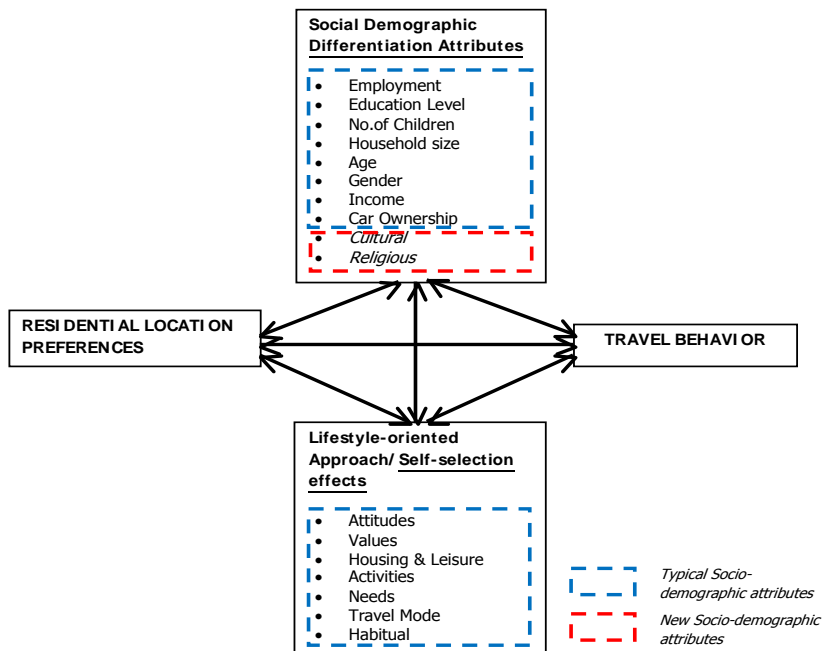 Social Demographic
Differentiation Attributes
• Employment
• Education Level
• No.of Children
• Household size
• Age
• Gender
• Income
• Car Ownership
• Cultural
• Religious
RESIDENTIAL LOCATION
PREFERENCES
TRAVEL BEHAVIOR
Lifestyle-oriented
Approach/ Self-selection
effects
• Attitudes
• Values
• Housing & Leisure
• Activities
• Needs
• Travel Mode
• Habitual
Typical Socio-
demographic attributes
New Socio-demographic
attributes